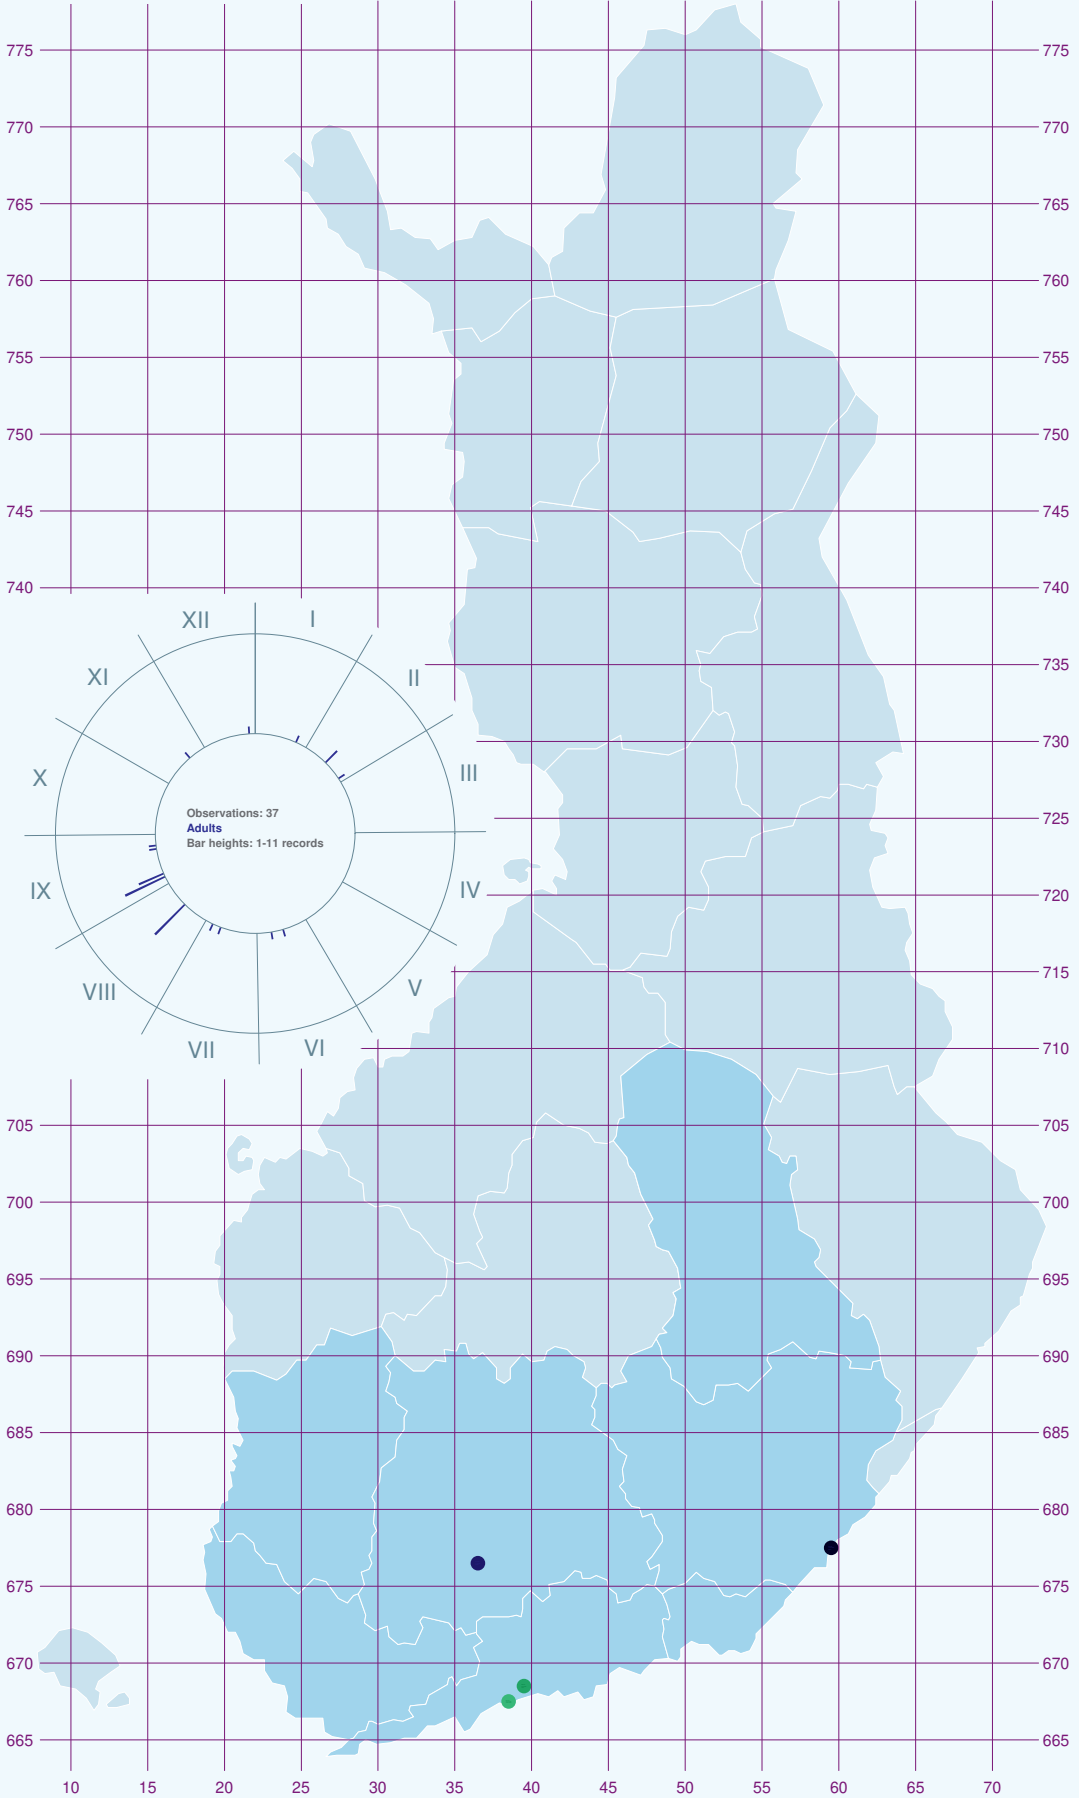 775 775
770 770
765 765
760 760
755 755
750 750
745 745
740 740
735
730
725
720
715
710
705 705
700 700
695 695
690 690
685 685
680 680
675 675
670 670
665 665
10 15 20 25 30 35 40 45 50 55 60 65 70
XII I
XI II
X III
IX IV
VIII V
VII VI
Observations: 37
Adults
Bar heights: 1-11 records